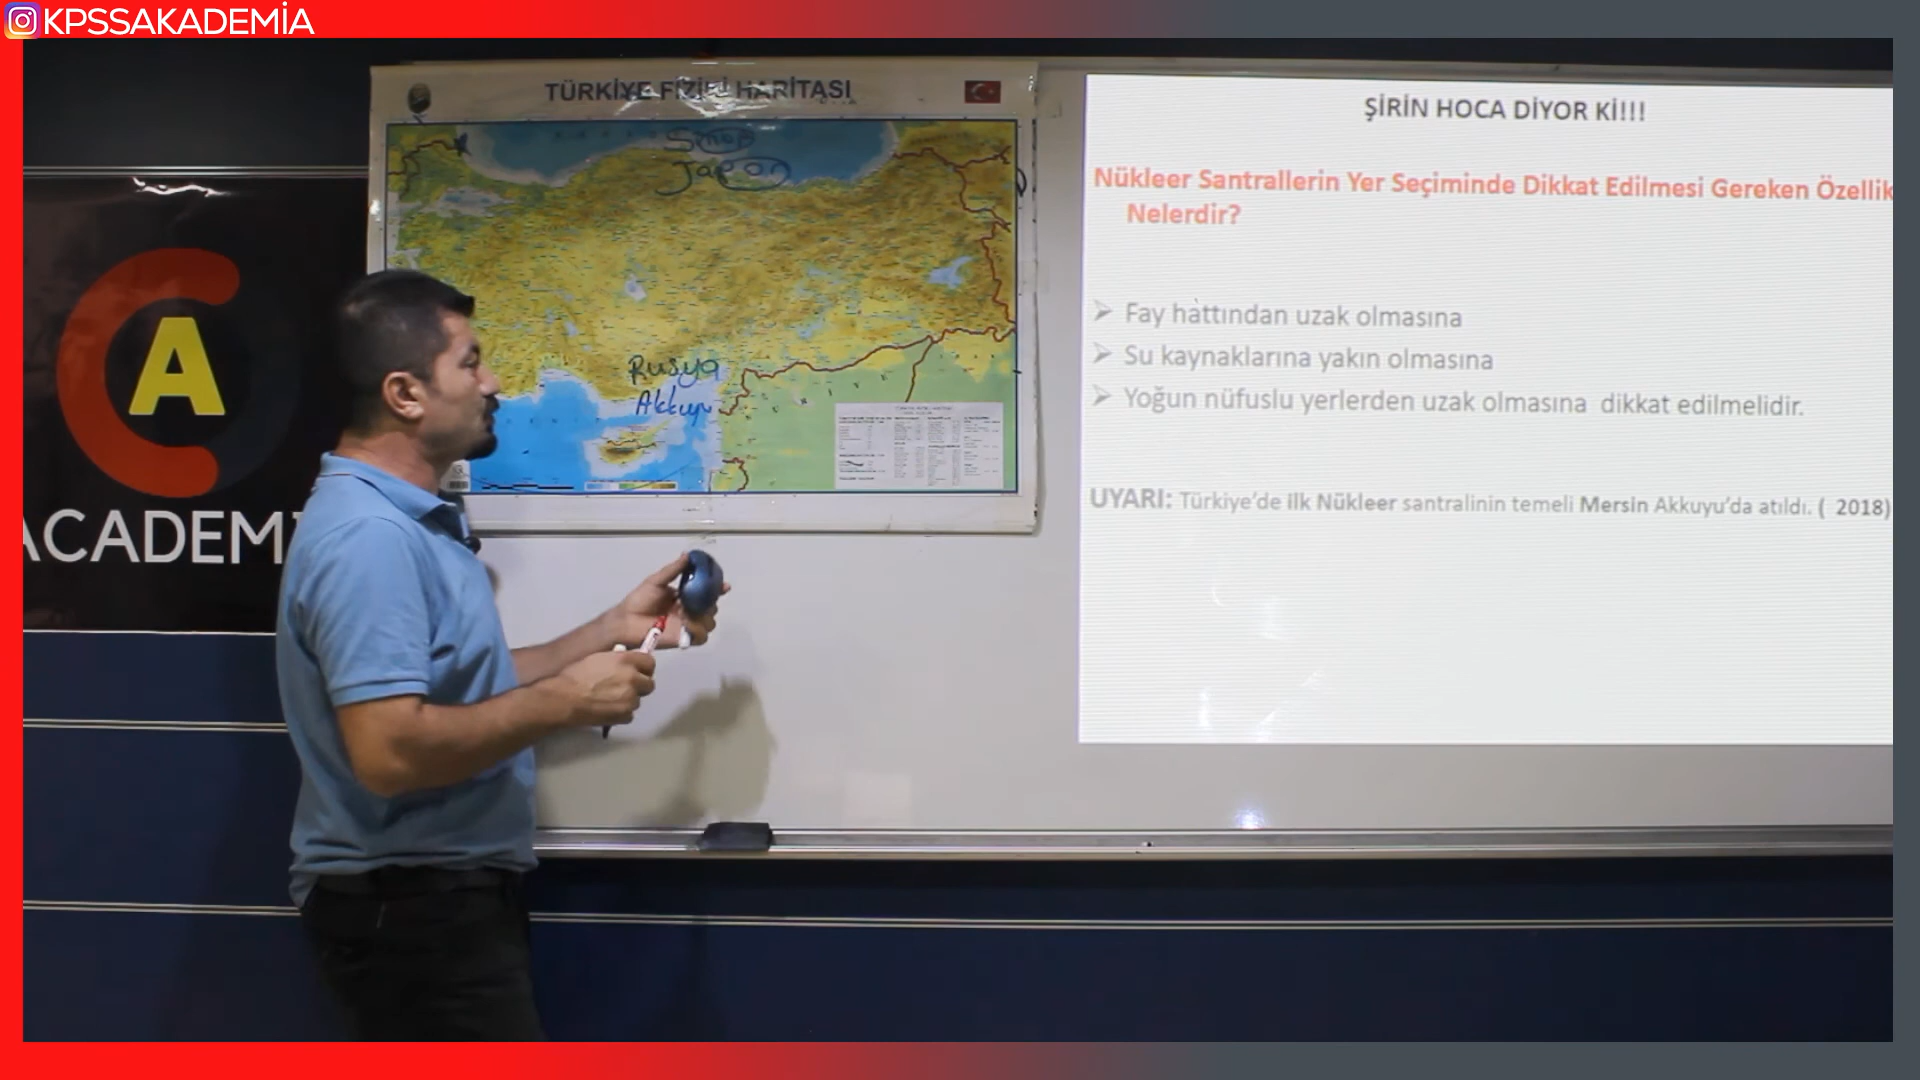 KPSSAKADEMİA
TÜRKİYE FİZİKİ HARİTASI
Sinop
Japon
Rusya
Akkuyu
A
ACADEM
ŞİRİN HOCA DİYOR Kİ!!!
Nükleer Santrallerin Yer Seçiminde Dikkat Edilmesi Gereken Özellik
Nelerdir?
Fay hattından uzak olmasına
Su kaynaklarına yakın olmasına
Yoğun nüfuslu yerlerden uzak olmasına dikkat edilmelidir.
UYARI: Türkiye'de ilk Nükleer santralinin temeli Mersin Akkuyu'da atıldı. ( 2018)